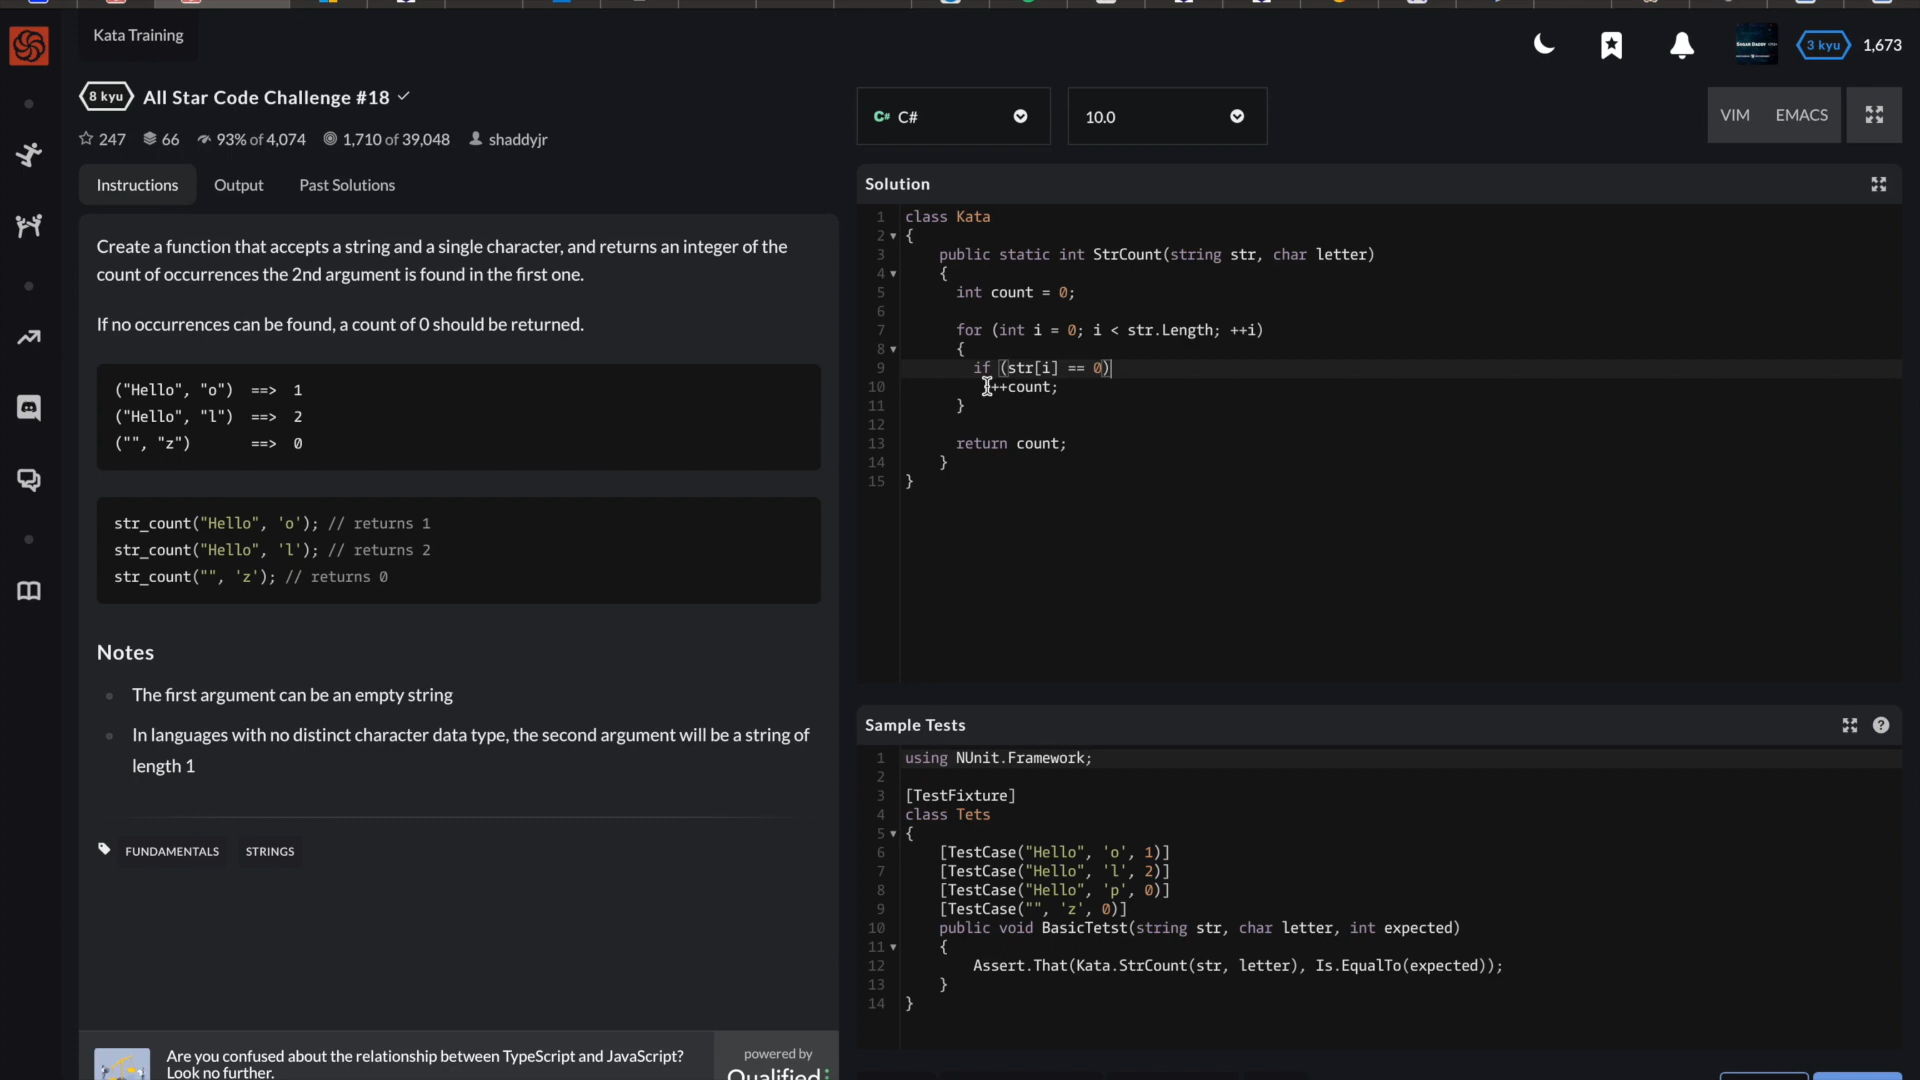 Kata Training
3 kyu 1,673
8 kyu All Star Code Challenge #18
247 66 93% of 4,074 1,710 of 39,048 shaddyjr
Instructions Output Past Solutions
Create a function that accepts a string and a single character, and returns an integer of the
count of occurrences the 2nd argument is found in the first one.
If no occurrences can be found, a count of 0 should be returned.
("Hello", "o") ==> 1
("Hello", "l") ==> 2
("", "z") ==> 0
str_count("Hello", 'o'); // returns 1
str_count("Hello", 'l'); // returns 2
str_count("", 'z'); // returns 0
Notes
The first argument can be an empty string
In languages with no distinct character data type, the second argument will be a string of
length 1
FUNDAMENTALS STRINGS
Are you confused about the relationship between TypeScript and JavaScript?
Look no further.
powered by
Qualified
C# C# 10.0 VIM EMACS
Solution
1 class Kata
2 {
3 public static int StrCount(string str, char letter)
4 {
5 int count = 0;
6
7 for (int i = 0; i < str.Length; ++i)
8 {
9 if (str[i] == 0)
10 ++count;
11 }
12
13 return count;
14 }
15 }
Sample Tests
1 using NUnit.Framework;
2
3 [TestFixture]
4 class Tets
5 {
6 [TestCase("Hello", 'o', 1)]
7 [TestCase("Hello", 'l', 2)]
8 [TestCase("Hello", 'p', 0)]
9 [TestCase("", 'z', 0)]
10 public void BasicTetst(string str, char letter, int expected)
11 {
12 Assert.That(Kata.StrCount(str, letter), Is.EqualTo(expected));
13 }
14 }